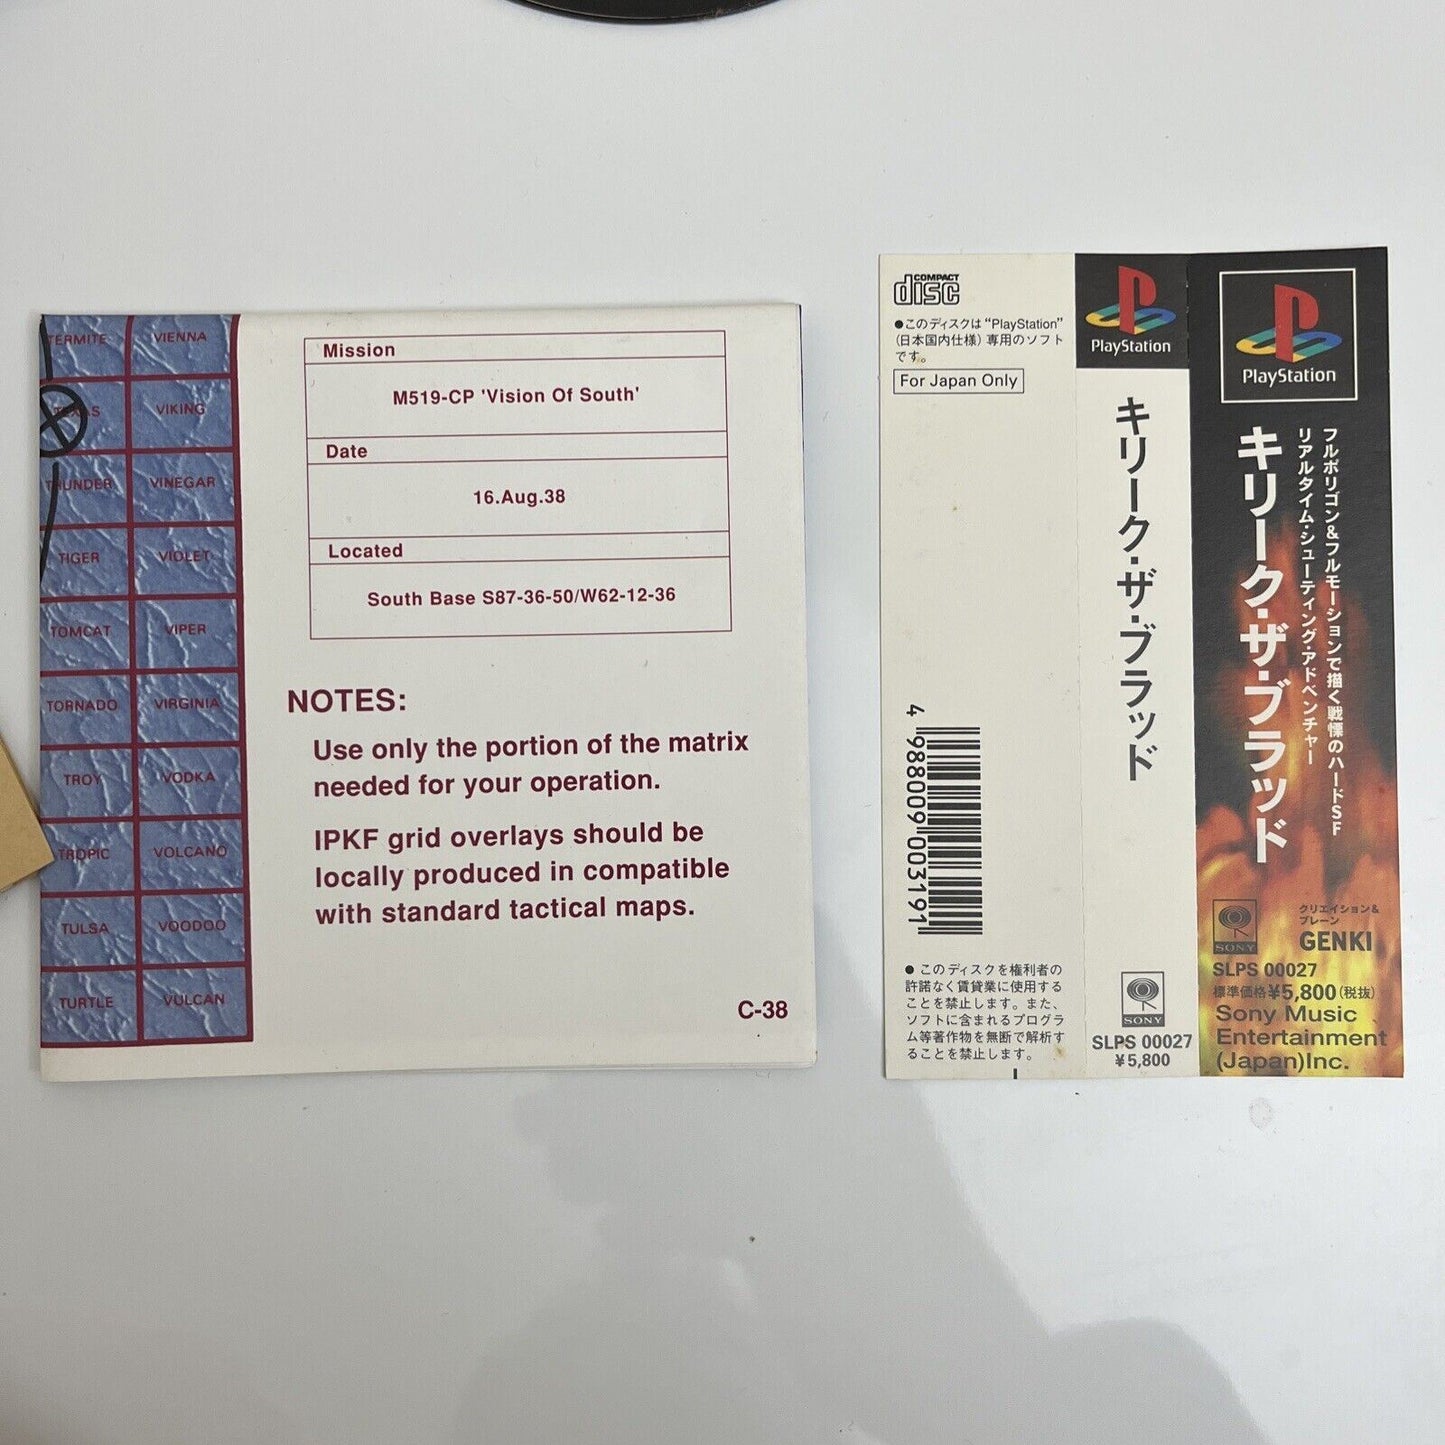 TERMITE VIENNA
TEXAS VIKING
THUNDER VINEGAR
TIGER VIOLET
TOMCAT VIPER
TORNADO VIRGINIA
TROY VODKA
TROPIC VOLCANO
TULSA VOODOO
TURTLE VULCAN
Mission
M519-CP 'Vision Of South'
Date
16.Aug.38
Located
South Base S87-36-50/W62-12-36
NOTES:
Use only the portion of the matrix
needed for your operation.
IPKF grid overlays should be
locally produced in compatible
with standard tactical maps.
C-38
COMPACT
disc
●このディスクは“PlayStation”
(日本国内仕様) 専用のソフト
です。
For Japan Only
4 988009 003191
● このディスクを権利者の
許諾なく賃貸業に使用する
ことを禁止します。また、
ソフトに含まれるプログラ
ム等著作物を無断で解析す
ることを禁止します。
PlayStation
キリーク・ザ・ブラッド
SONY
SLPS 00027
¥5,800
PlayStation
フルポリゴン&フルモーションで描く戦慄のハードSF
リアルタイム・シューティング・アドベンチャー
キリーク・ザ・ブラッド
SONY
クリエイション&
ブレーン
GENKI
SLPS 00027
標準価格¥5,800(税抜)
Sony Music
Entertainment
(Japan)Inc.